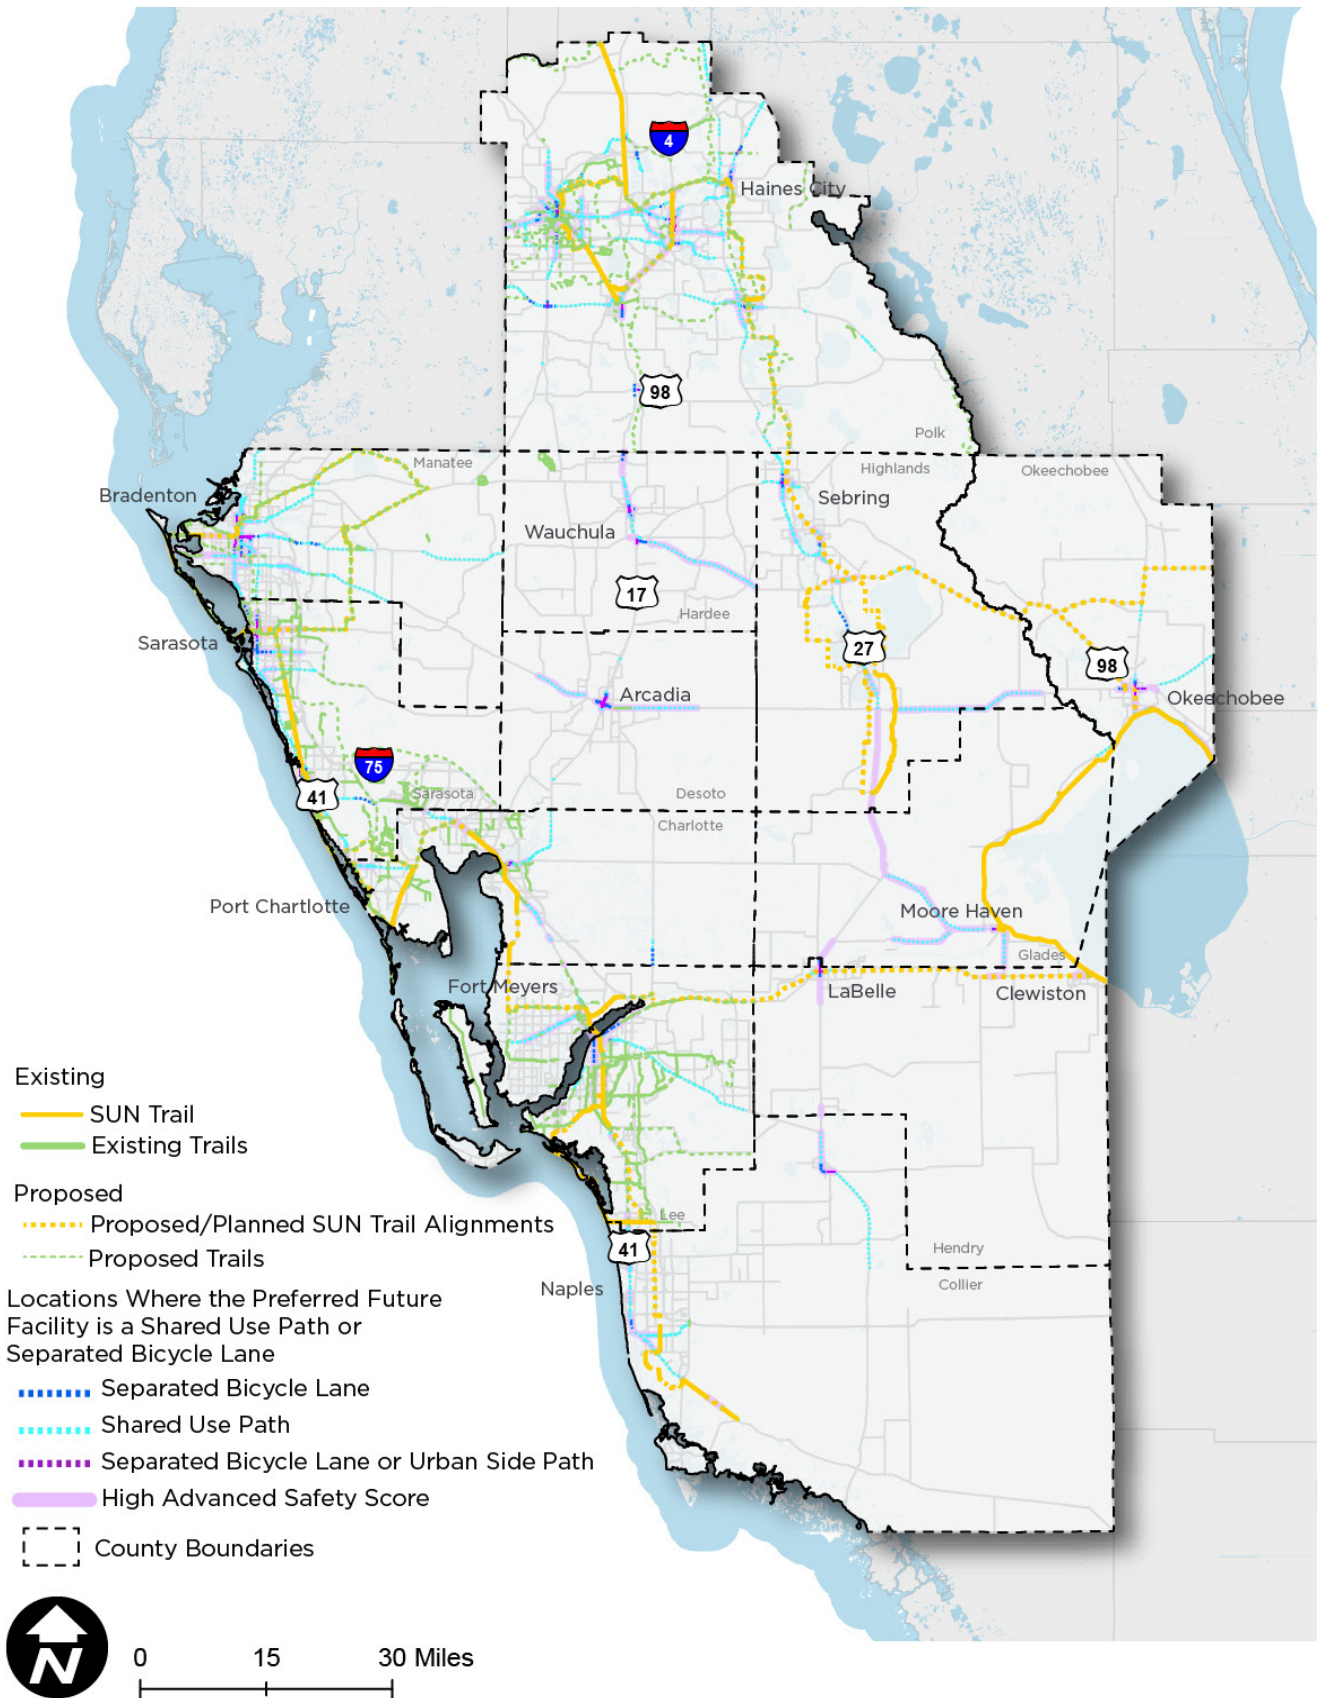 4
Haines City
98
Polk
Manatee
Highlands
Okeechobee
Bradenton
Sebring
Wauchula
17
Hardee
Sarasota
27
98
Arcadia
Okeechobee
75
41
Sarasota
Desoto
Charlotte
Port Chartlotte
Moore Haven
Glades
Fort Meyers
LaBelle
Clewiston
Lee
41
Hendry
Naples
Collier
Existing
SUN Trail
Existing Trails
Proposed
Proposed/Planned SUN Trail Alignments
Proposed Trails
Locations Where the Preferred Future
Facility is a Shared Use Path or
Separated Bicycle Lane
Separated Bicycle Lane
Shared Use Path
Separated Bicycle Lane or Urban Side Path
High Advanced Safety Score
County Boundaries
N
0 15 30 Miles